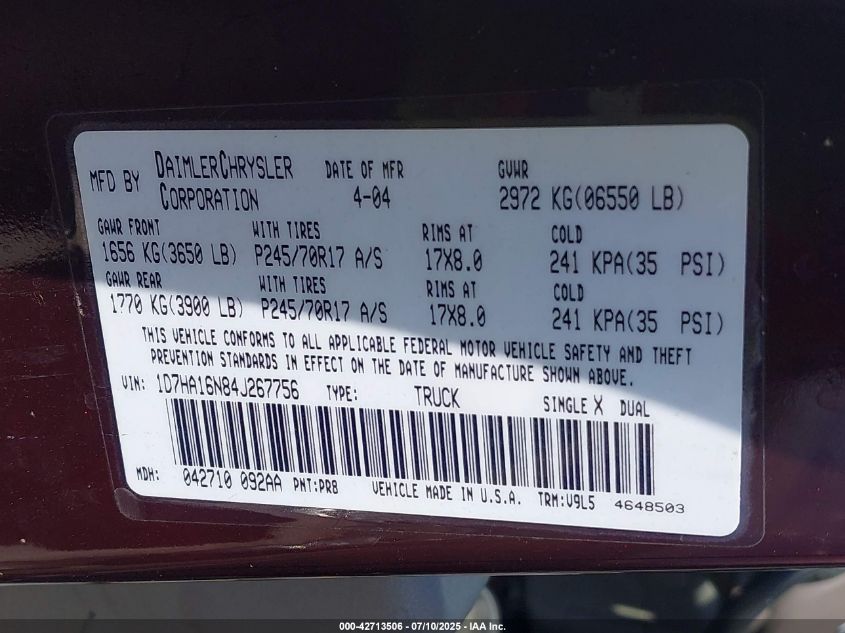 MFD BY DAIMLERCHRYSLER CORPORATION DATE OF MFR 4-04 GVWR 2972 KG(06550 LB)
GAWR FRONT WITH TIRES RIMS AT COLD
1656 KG(3650 LB) P245/70R17 A/S 17X8.0 241 KPA(35 PSI)
GAWR REAR WITH TIRES RIMS AT COLD
1770 KG(3900 LB) P245/70R17 A/S 17X8.0 241 KPA(35 PSI)
THIS VEHICLE CONFORMS TO ALL APPLICABLE FEDERAL MOTOR VEHICLE SAFETY AND THEFT
PREVENTION STANDARDS IN EFFECT ON THE DATE OF MANUFACTURE SHOWN ABOVE.
VIN: 1D7HA16N84J267756 TYPE: TRUCK SINGLE X DUAL
MDH: 042710 092AA PNT:PR8 VEHICLE MADE IN U.S.A. TRM:V9L5 4648503
000-42713506 / 07/10/2025 - IAA Inc.